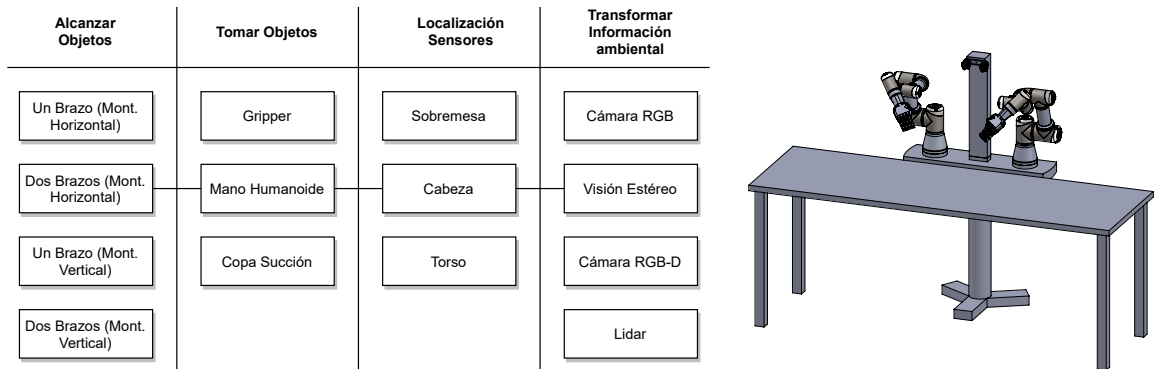 Alcanzar
Objetos
Tomar Objetos
Localización
Sensores
Transformar
Información
ambiental
Un Brazo (Mont.
Horizontal)
Gripper
Sobremesa
Cámara RGB
Dos Brazos (Mont.
Horizontal)
Mano Humanoide
Cabeza
Visión Estéreo
Un Brazo (Mont.
Vertical)
Copa Succión
Torso
Cámara RGB-D
Dos Brazos (Mont.
Vertical)
Lidar